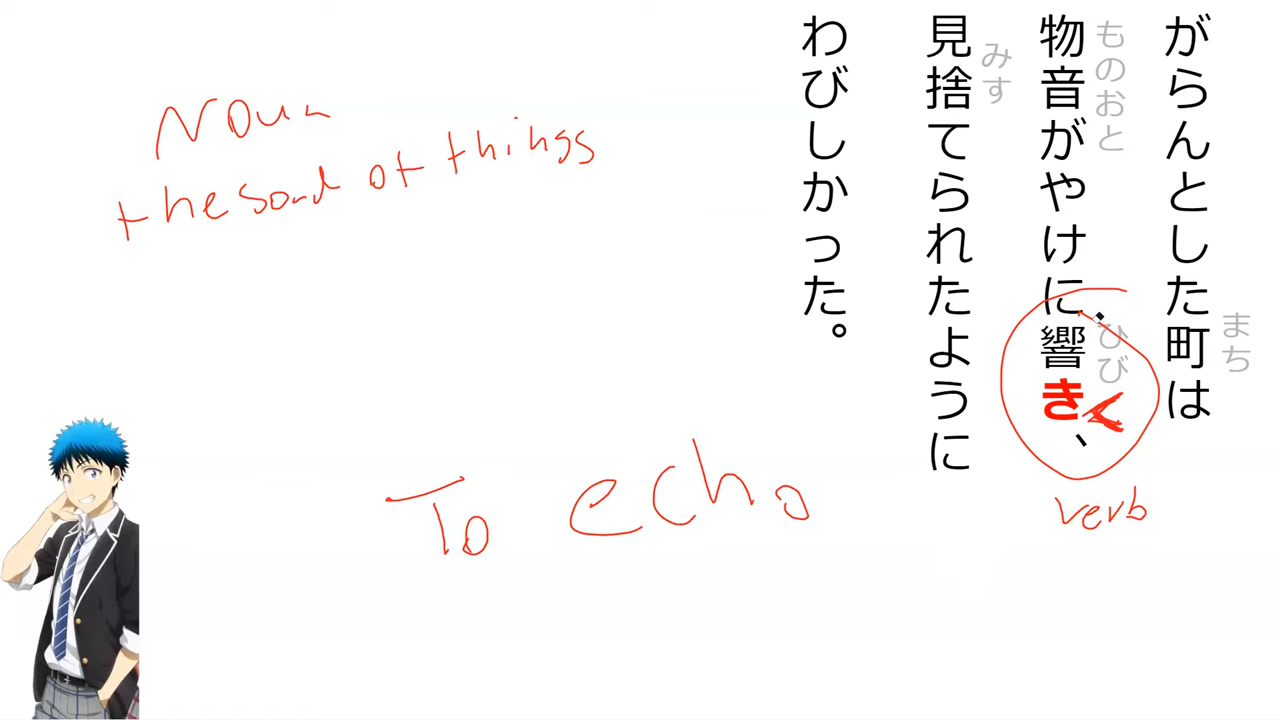 がらんとした町は
まち
物音がやけに響き、
ものおと
ひび
く
見捨てられたように
みす
わびしかった。
Noun
the sound of things
To echo
verb